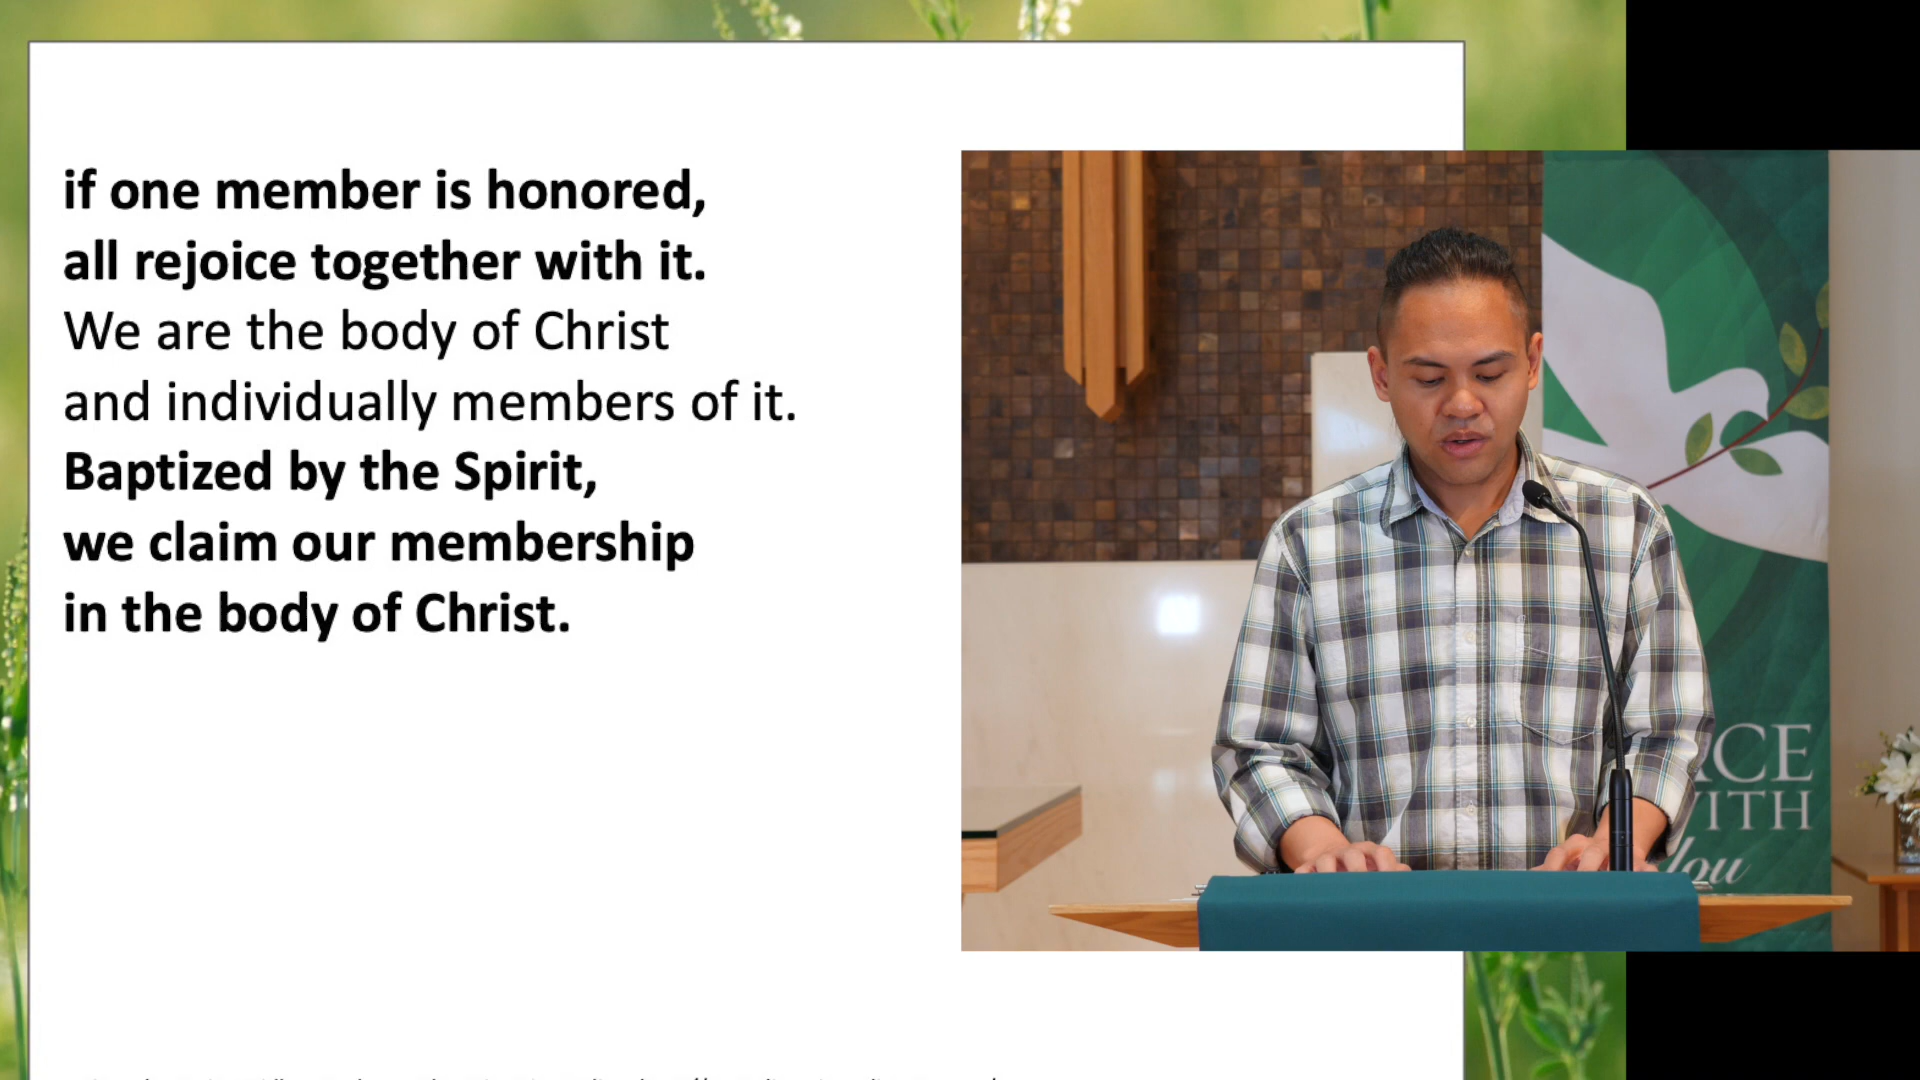 if one member is honored,
all rejoice together with it.
We are the body of Christ
and individually members of it.
Baptized by the Spirit,
we claim our membership
in the body of Christ.
You